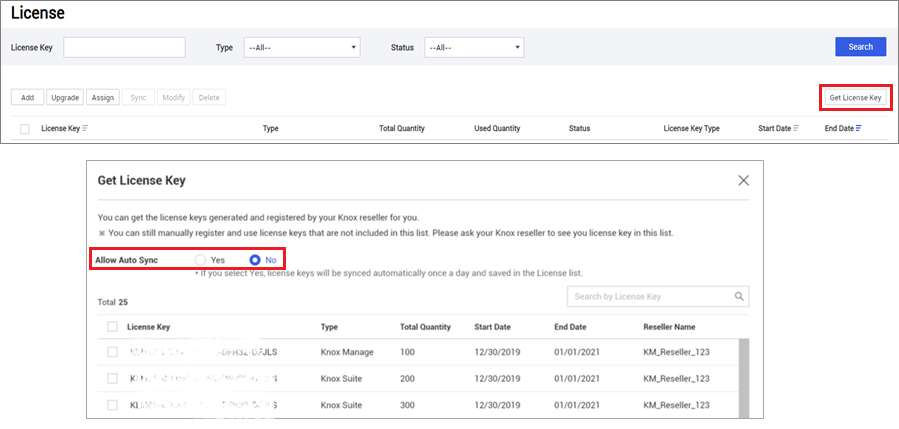 License
License Key Type --All-- Status --All-- Search
Add Upgrade Assign Sync Modify Delete Get License Key
License Key Type Total Quantity Used Quantity Status License Key Type Start Date End Date
Get License Key
You can get the license keys generated and registered by your Knox reseller for you.
※ You can still manually register and use license keys that are not included in this list. Please ask your Knox reseller to see you license key in this list.
Allow Auto Sync Yes No
* If you select Yes, license keys will be synced automatically once a day and saved in the License list.
Total 25 Search by License Key
License Key Type Total Quantity Start Date End Date Reseller Name
Knox Manage 100 12/30/2019 01/01/2021 KM_Reseller_123
Knox Suite 200 12/30/2019 01/01/2021 KM_Reseller_123
Knox Suite 300 12/30/2019 01/01/2021 KM_Reseller_123